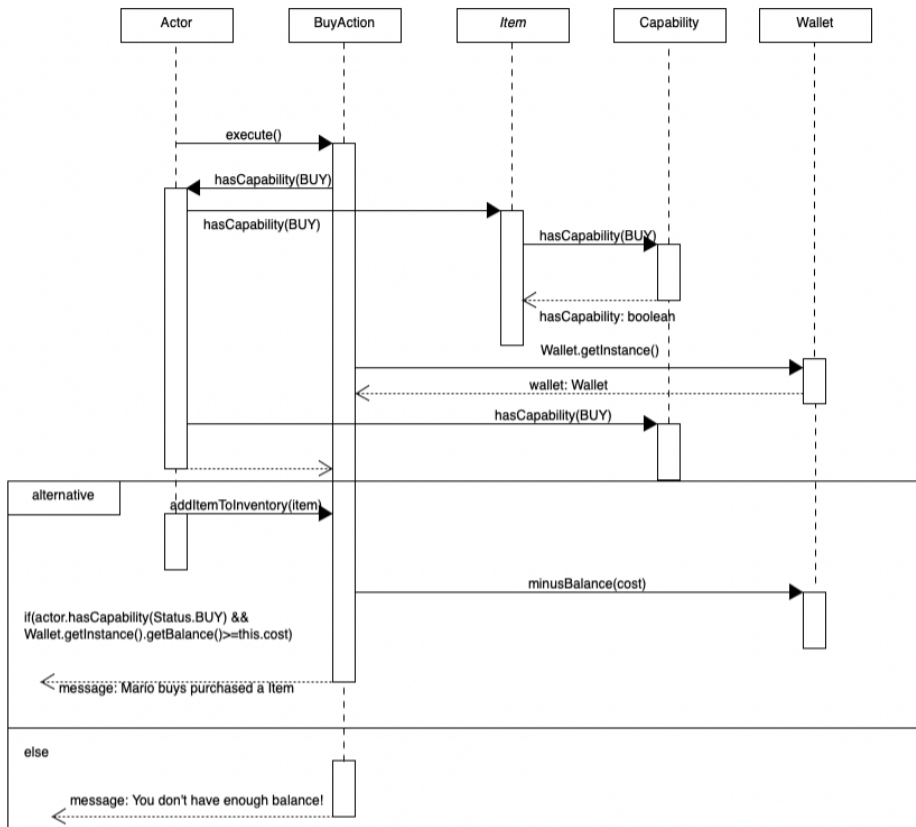 Actor
BuyAction
Item
Capability
Wallet
execute()
hasCapability(BUY)
hasCapability(BUY)
hasCapability(BUY)
hasCapability: boolean
Wallet.getInstance()
wallet: Wallet
hasCapability(BUY)
alternative
addItemToInventory(item)
minusBalance(cost)
if(actor.hasCapability(Status.BUY) &&
Wallet.getInstance().getBalance()>=this.cost)
message: Mario buys purchased a Item
else
message: You don't have enough balance!